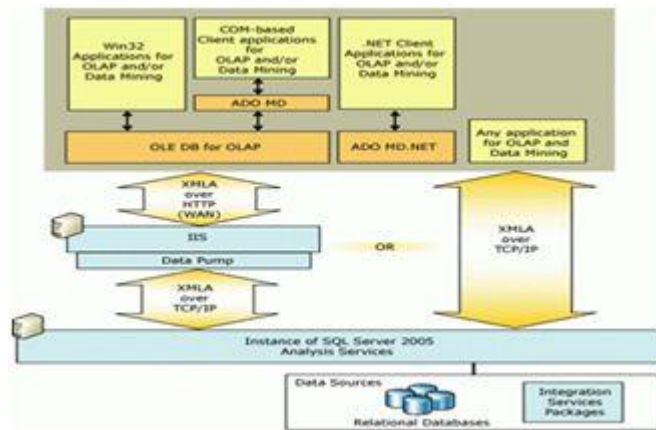 Win32
Applications for
OLAP and/or
Data Mining
COM-based
Client applications
for
OLAP and/or
Data Mining
.NET Client
Applications for
OLAP and/or
Data Mining
ADO MD
OLE DB for OLAP
ADO MD.NET
Any application
for OLAP and
Data Mining
XMLA
over
HTTP
(WAN)
IIS
Data Pump
OR
XMLA
over
TCP/IP
XMLA
over
TCP/IP
Instance of SQL Server 2005
Analysis Services
Data Sources
Relational Databases
Integration
Services
Packages